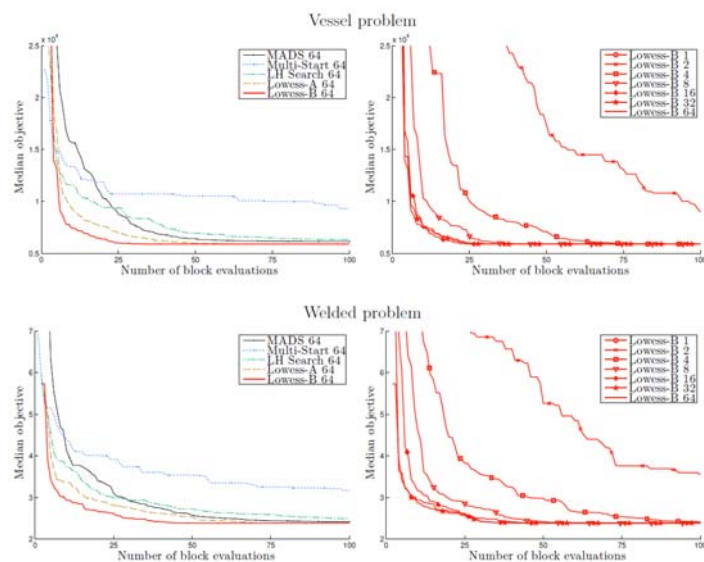 Vessel problem
x 10⁴
2.5
2
1.5
1
0.5
Median objective
0 25 50 75 100
Number of block evaluations
MADS 64
Multi-Start 64
LH Search 64
Lowess-A 64
Lowess-B 64
x 10⁴
2.5
2
1.5
1
0.5
Median objective
0 25 50 75 100
Number of block evaluations
Lowess-B 1
Lowess-B 2
Lowess-B 4
Lowess-B 8
Lowess-B 16
Lowess-B 32
Lowess-B 64
Welded problem
7
6
5
4
3
2
Median objective
0 25 50 75 100
Number of block evaluations
MADS 64
Multi-Start 64
LH Search 64
Lowess-A 64
Lowess-B 64
7
6
5
4
3
2
Median objective
0 25 50 75 100
Number of block evaluations
Lowess-B 1
Lowess-B 2
Lowess-B 4
Lowess-B 8
Lowess-B 16
Lowess-B 32
Lowess-B 64